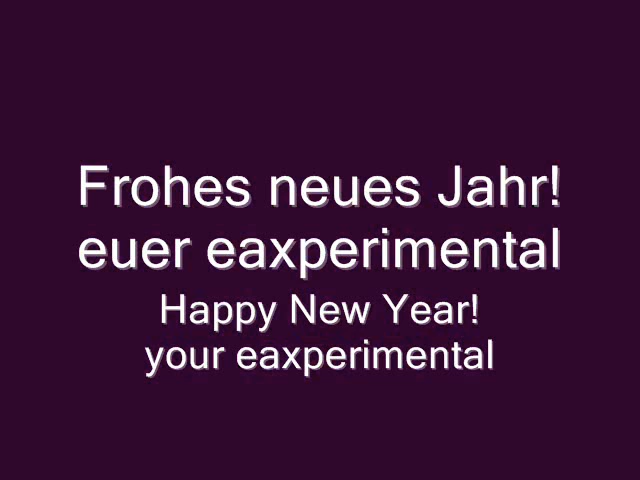 Frohes neues Jahr!
euer eaxperimental
Happy New Year!
your eaxperimental